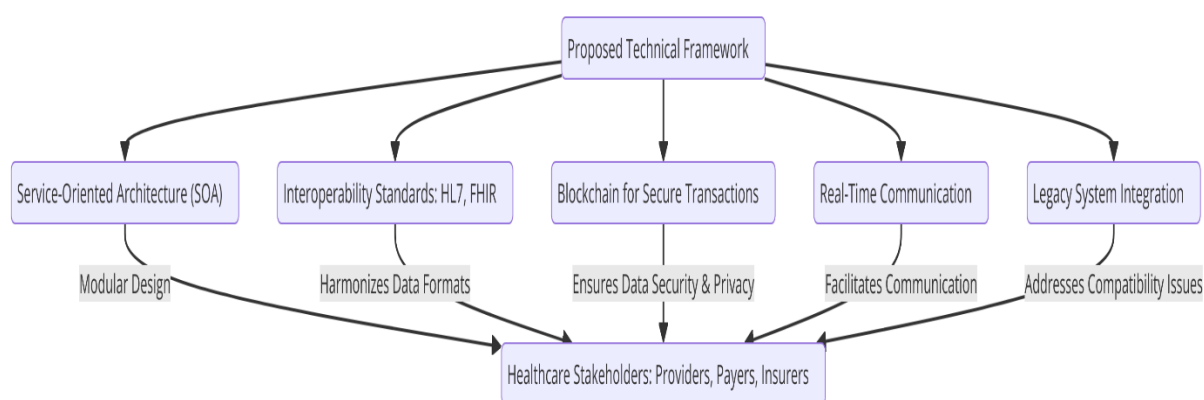 Proposed Technical Framework
Service-Oriented Architecture (SOA)
Interoperability Standards: HL7, FHIR
Blockchain for Secure Transactions
Real-Time Communication
Legacy System Integration
Modular Design
Harmonizes Data Formats
Ensures Data Security & Privacy
Facilitates Communication
Addresses Compatibility Issues
Healthcare Stakeholders: Providers, Payers, Insurers